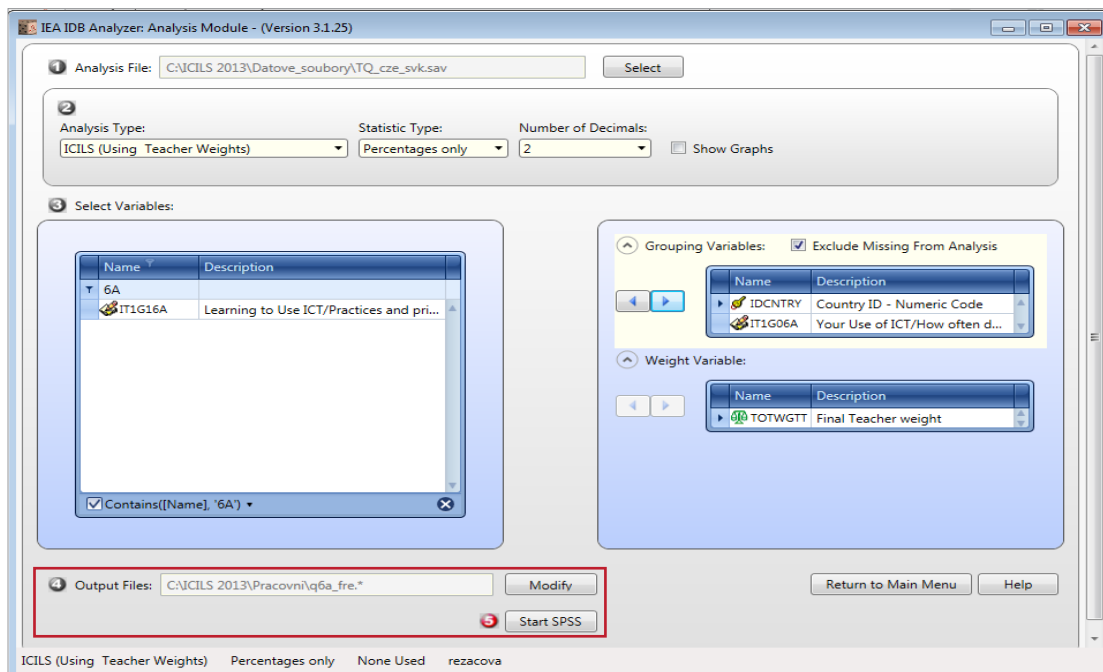 IEA IDB Analyzer: Analysis Module - (Version 3.1.25)
1 Analysis File: C:\ICILS 2013\Datove_soubory\TQ_cze_svk.sav Select
2
Analysis Type: Statistic Type: Number of Decimals:
ICILS (Using Teacher Weights) Percentages only 2 Show Graphs
3 Select Variables:
Name Description
6A
IT1G16A Learning to Use ICT/Practices and pri...
Contains([Name], '6A')
Grouping Variables: Exclude Missing From Analysis
Name Description
IDCNTRY Country ID - Numeric Code
IT1G06A Your Use of ICT/How often d...
Weight Variable:
Name Description
TOTWGTT Final Teacher weight
4 Output Files: C:\ICILS 2013\Pracovni\q6a_fre.* Modify Return to Main Menu Help
5 Start SPSS
ICILS (Using Teacher Weights) Percentages only None Used rezacova